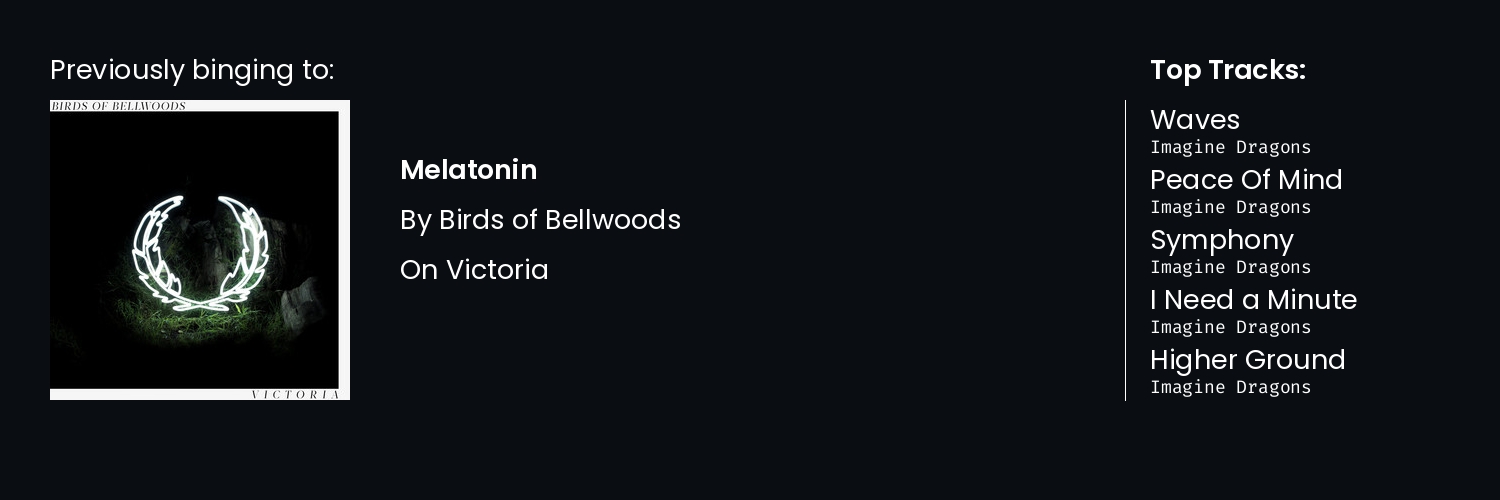 Previously binging to:
BIRDS OF BELLWOODS
VICTORIA
Melatonin
By Birds of Bellwoods
On Victoria
Top Tracks:
Waves
Imagine Dragons
Peace Of Mind
Imagine Dragons
Symphony
Imagine Dragons
I Need a Minute
Imagine Dragons
Higher Ground
Imagine Dragons